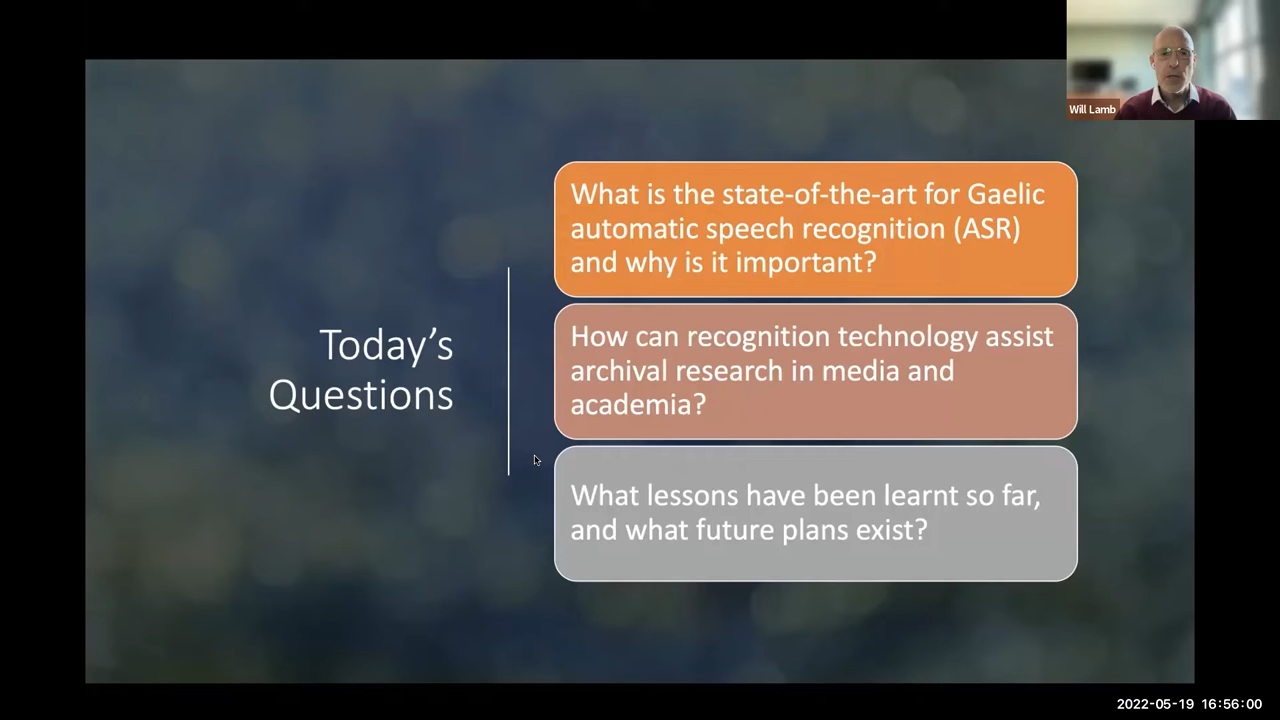 Will Lamb
Today's
Questions
What is the state-of-the-art for Gaelic
automatic speech recognition (ASR)
and why is it important?
How can recognition technology assist
archival research in media and
academia?
What lessons have been learnt so far,
and what future plans exist?
2022-05-19 16:56:00